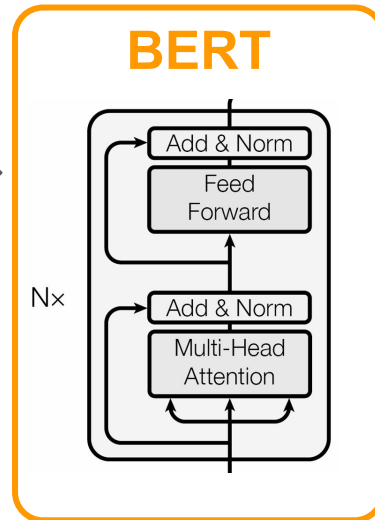 BERT
Add & Norm
Feed
Forward
N×
Add & Norm
Multi-Head
Attention